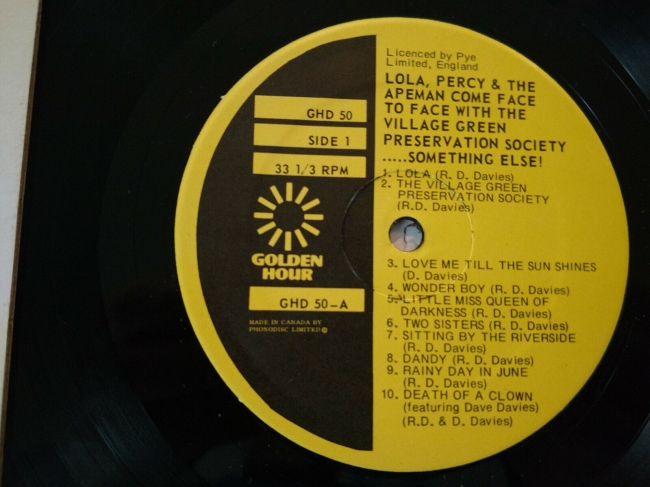 Licenced by Pye
Limited, England
LOLA, PERCY & THE
APEMAN COME FACE
TO FACE WITH THE
VILLAGE GREEN
PRESERVATION SOCIETY
.....SOMETHING ELSE!
GHD 50
SIDE 1
33 1/3 RPM
GOLDEN
HOUR
GHD 50-A
MADE IN CANADA BY
PHONODISC LIMITED ℗
1. LOLA (R. D. Davies)
2. THE VILLAGE GREEN
PRESERVATION SOCIETY
(R.D. Davies)
3. LOVE ME TILL THE SUN SHINES
(D. Davies)
4. WONDER BOY (R. D. Davies)
5. LITTLE MISS QUEEN OF
DARKNESS (R. D. Davies)
6. TWO SISTERS (R. D. Davies)
7. SITTING BY THE RIVERSIDE
(R. D. Davies)
8. DANDY (R. D. Davies)
9. RAINY DAY IN JUNE
(R. D. Davies)
10. DEATH OF A CLOWN
(featuring Dave Davies)
(R.D. & D. Davies)